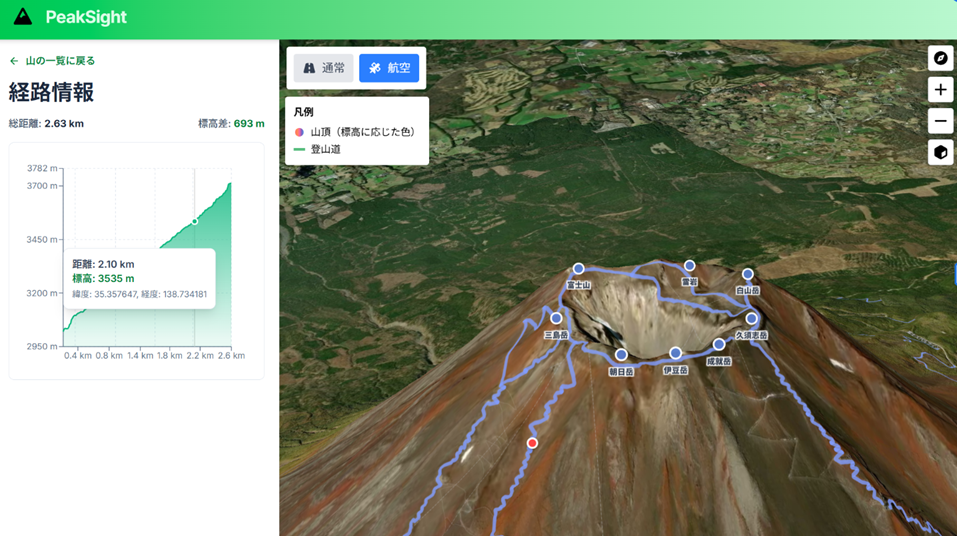 PeakSight
← 山の一覧に戻る
経路情報
総距離: 2.63 km
標高差: 693 m
3782 m
3700 m
3450 m
3200 m
2950 m
0.4 km 0.8 km 1.4 km 1.8 km 2.2 km 2.6 km
距離: 2.10 km
標高: 3535 m
緯度: 35.357647, 経度: 138.734181
通常
航空
凡例
山頂（標高に応じた色）
登山道
富士山
雷岩
白山岳
三島岳
久須志岳
朝日岳
伊豆岳
成就岳